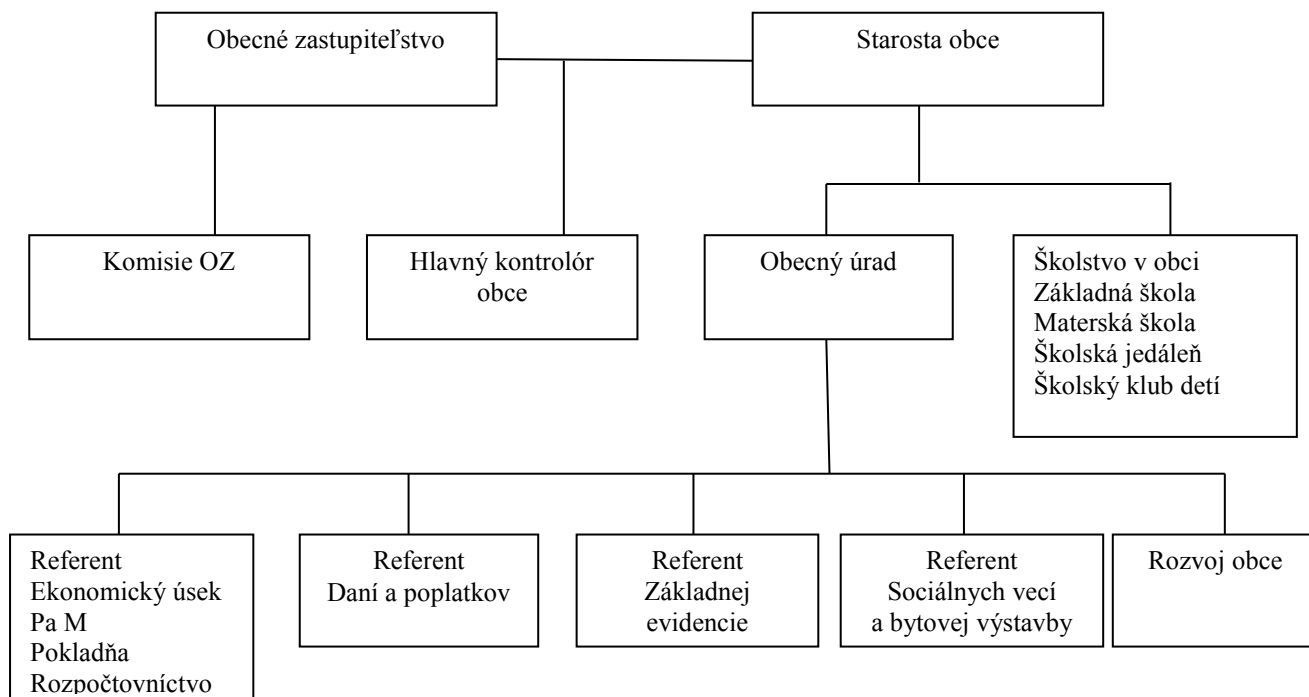 Obecné zastupiteľstvo
Starosta obce
Komisie OZ
Hlavný kontrolór
obce
Obecný úrad
Školstvo v obci
Základná škola
Materská škola
Školská jedáleň
Školský klub detí
Referent
Ekonomický úsek
Pa M
Pokladňa
Rozpočtovníctvo
Referent
Daní a poplatkov
Referent
Základnej
evidencie
Referent
Sociálnych vecí
a bytovej výstavby
Rozvoj obce